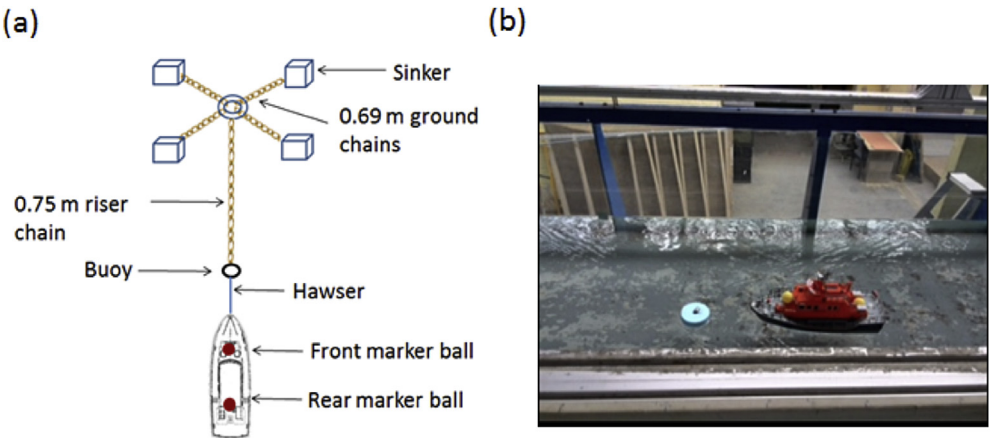 (a)
(b)
Sinker
0.69 m ground
chains
0.75 m riser
chain
Buoy
Hawser
Front marker ball
Rear marker ball